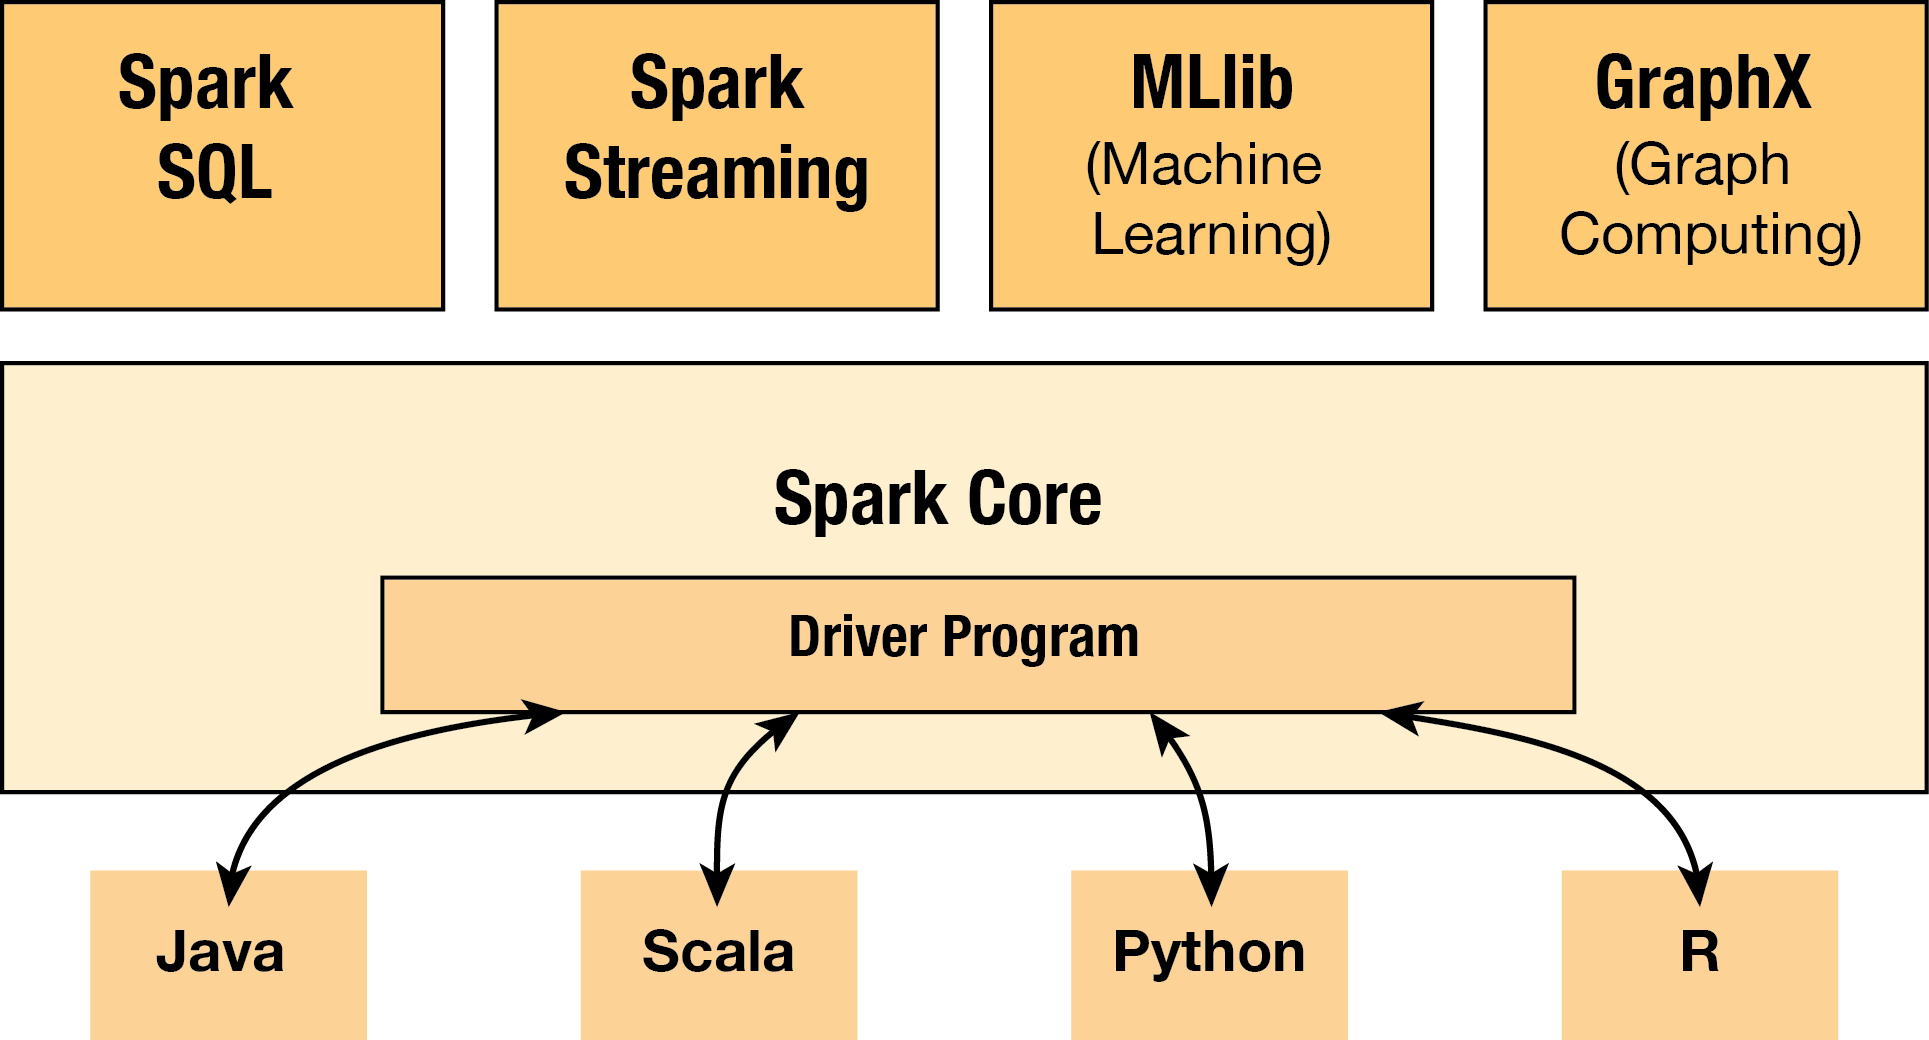 Spark
SQL
Spark
Streaming
MLlib
(Machine
Learning)
GraphX
(Graph
Computing)
Spark Core
Driver Program
Java
Scala
Python
R